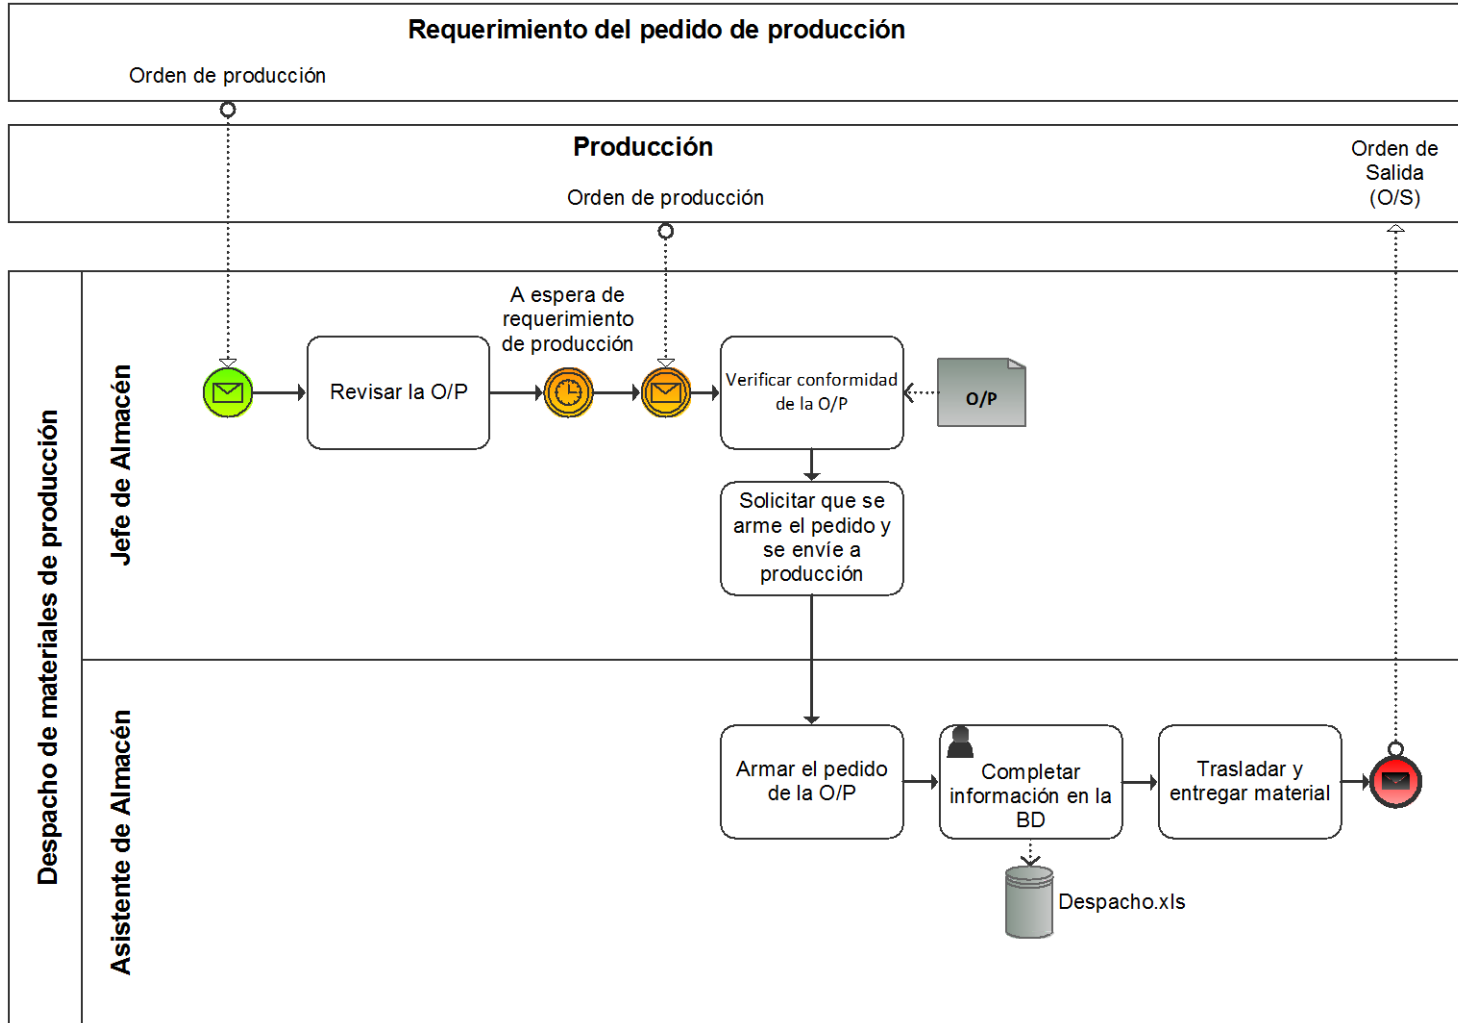 Requerimiento del pedido de producción
Orden de producción
Producción
Orden de producción
Orden de
Salida
(O/S)
Despacho de materiales de producción
Jefe de Almacén
Revisar la O/P
A espera de
requerimiento
de producción
Verificar conformidad
de la O/P
O/P
Solicitar que se
arme el pedido y
se envíe a
producción
Asistente de Almacén
Armar el pedido
de la O/P
Completar
información en la
BD
Trasladar y
entregar material
Despacho.xls